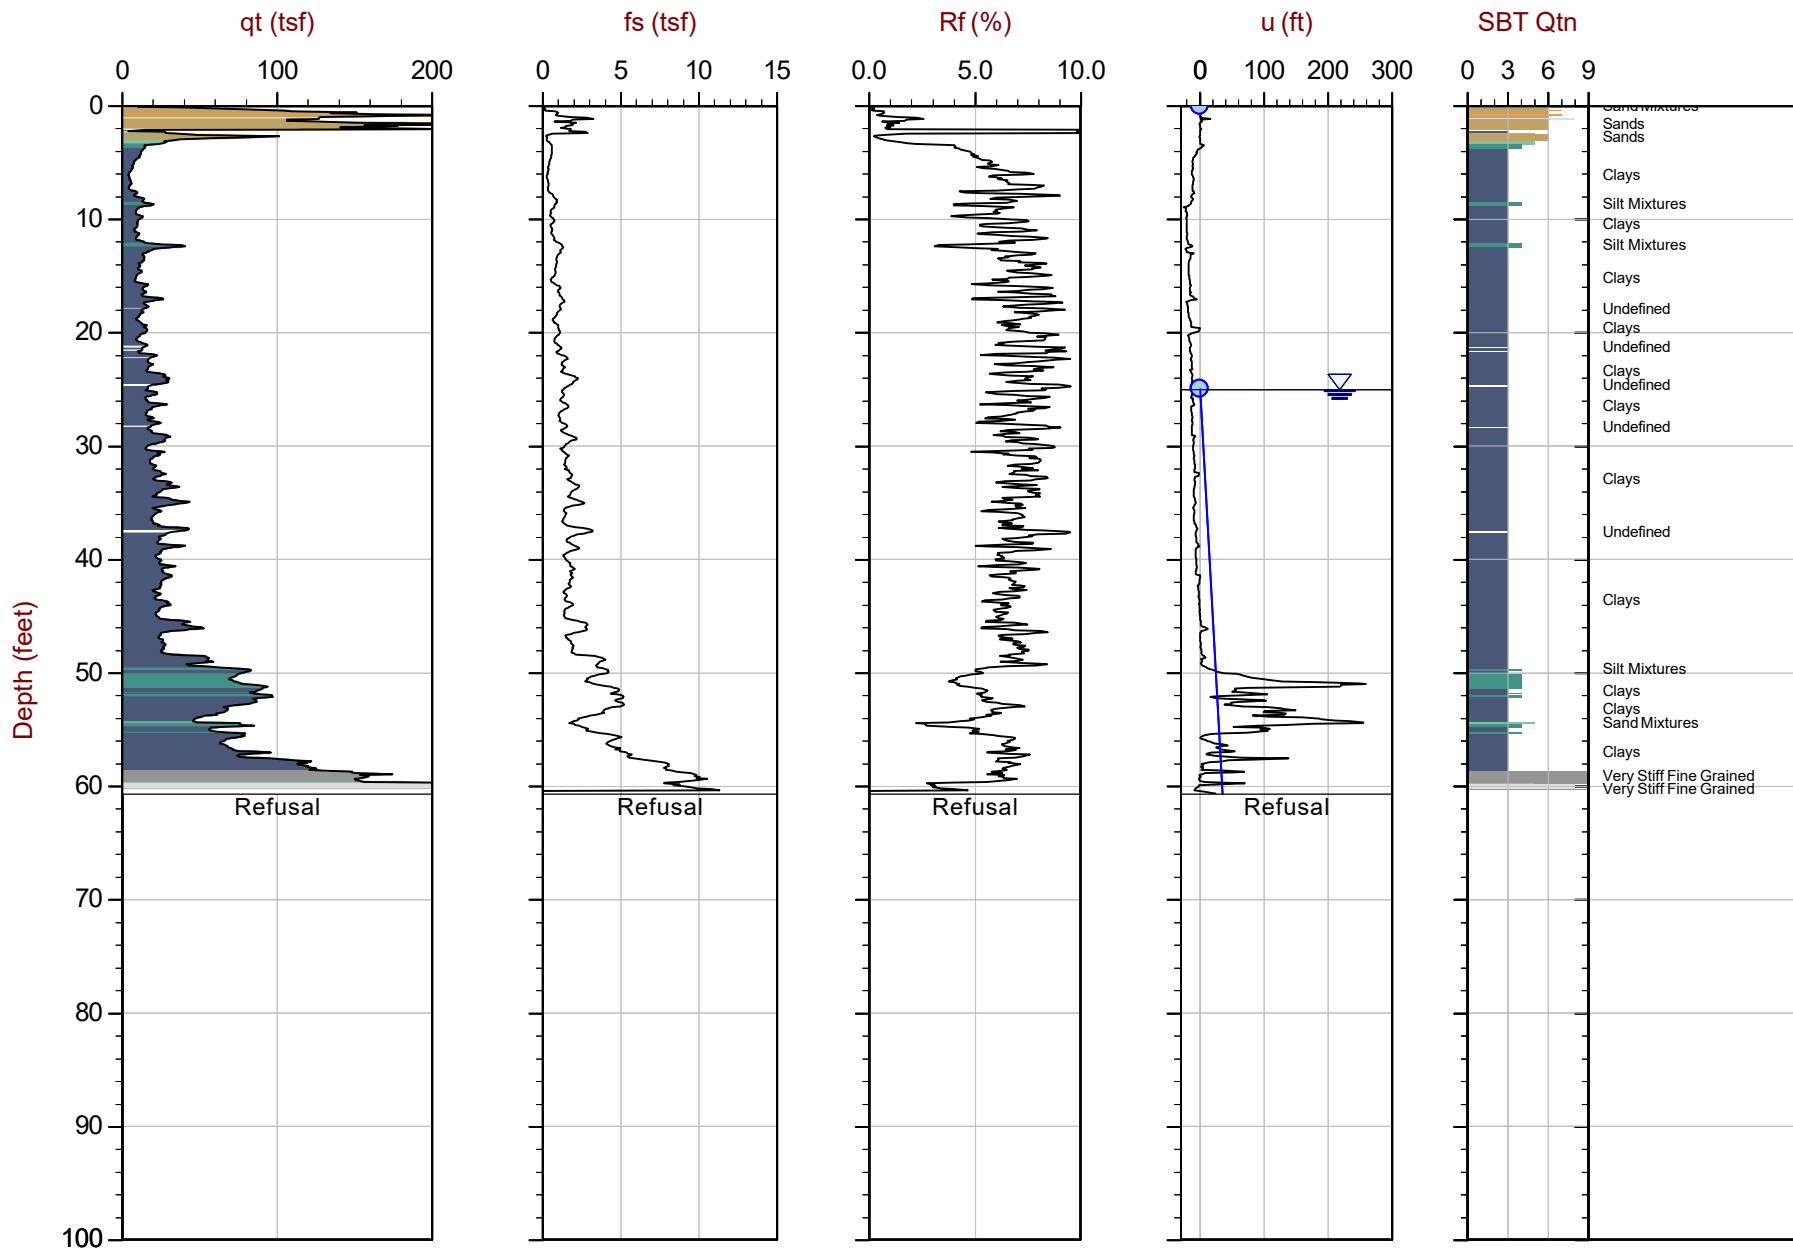 qt (tsf) fs (tsf) Rf (%) u (ft) SBT Qtn
0 100 200 0 5 10 15 0.0 5.0 10.0 0 100 200 300 0 3 6 9
0
Sand Mixtures
Sands
Sands
Clays
Silt Mixtures
10
Clays
Silt Mixtures
Clays
Undefined
20
Clays
Undefined
Clays
Undefined
Clays
Undefined
30
Clays
Undefined
40
Clays
Depth (feet)
50
Silt Mixtures
Clays
Clays
Sand Mixtures
Clays
Very Stiff Fine Grained
60
Very Stiff Fine Grained
Refusal Refusal Refusal Refusal
70
80
90
100